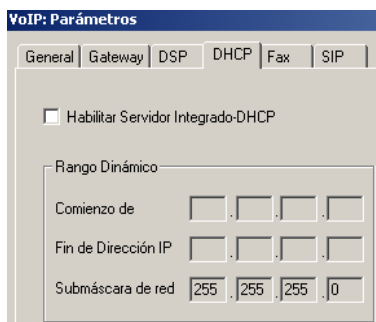 VoIP: Parámetros
General Gateway DSP DHCP Fax SIP
Habilitar Servidor Integrado-DHCP
Rango Dinámico
Comienzo de
Fin de Dirección IP
Submáscara de red 255 . 255 . 255 . 0